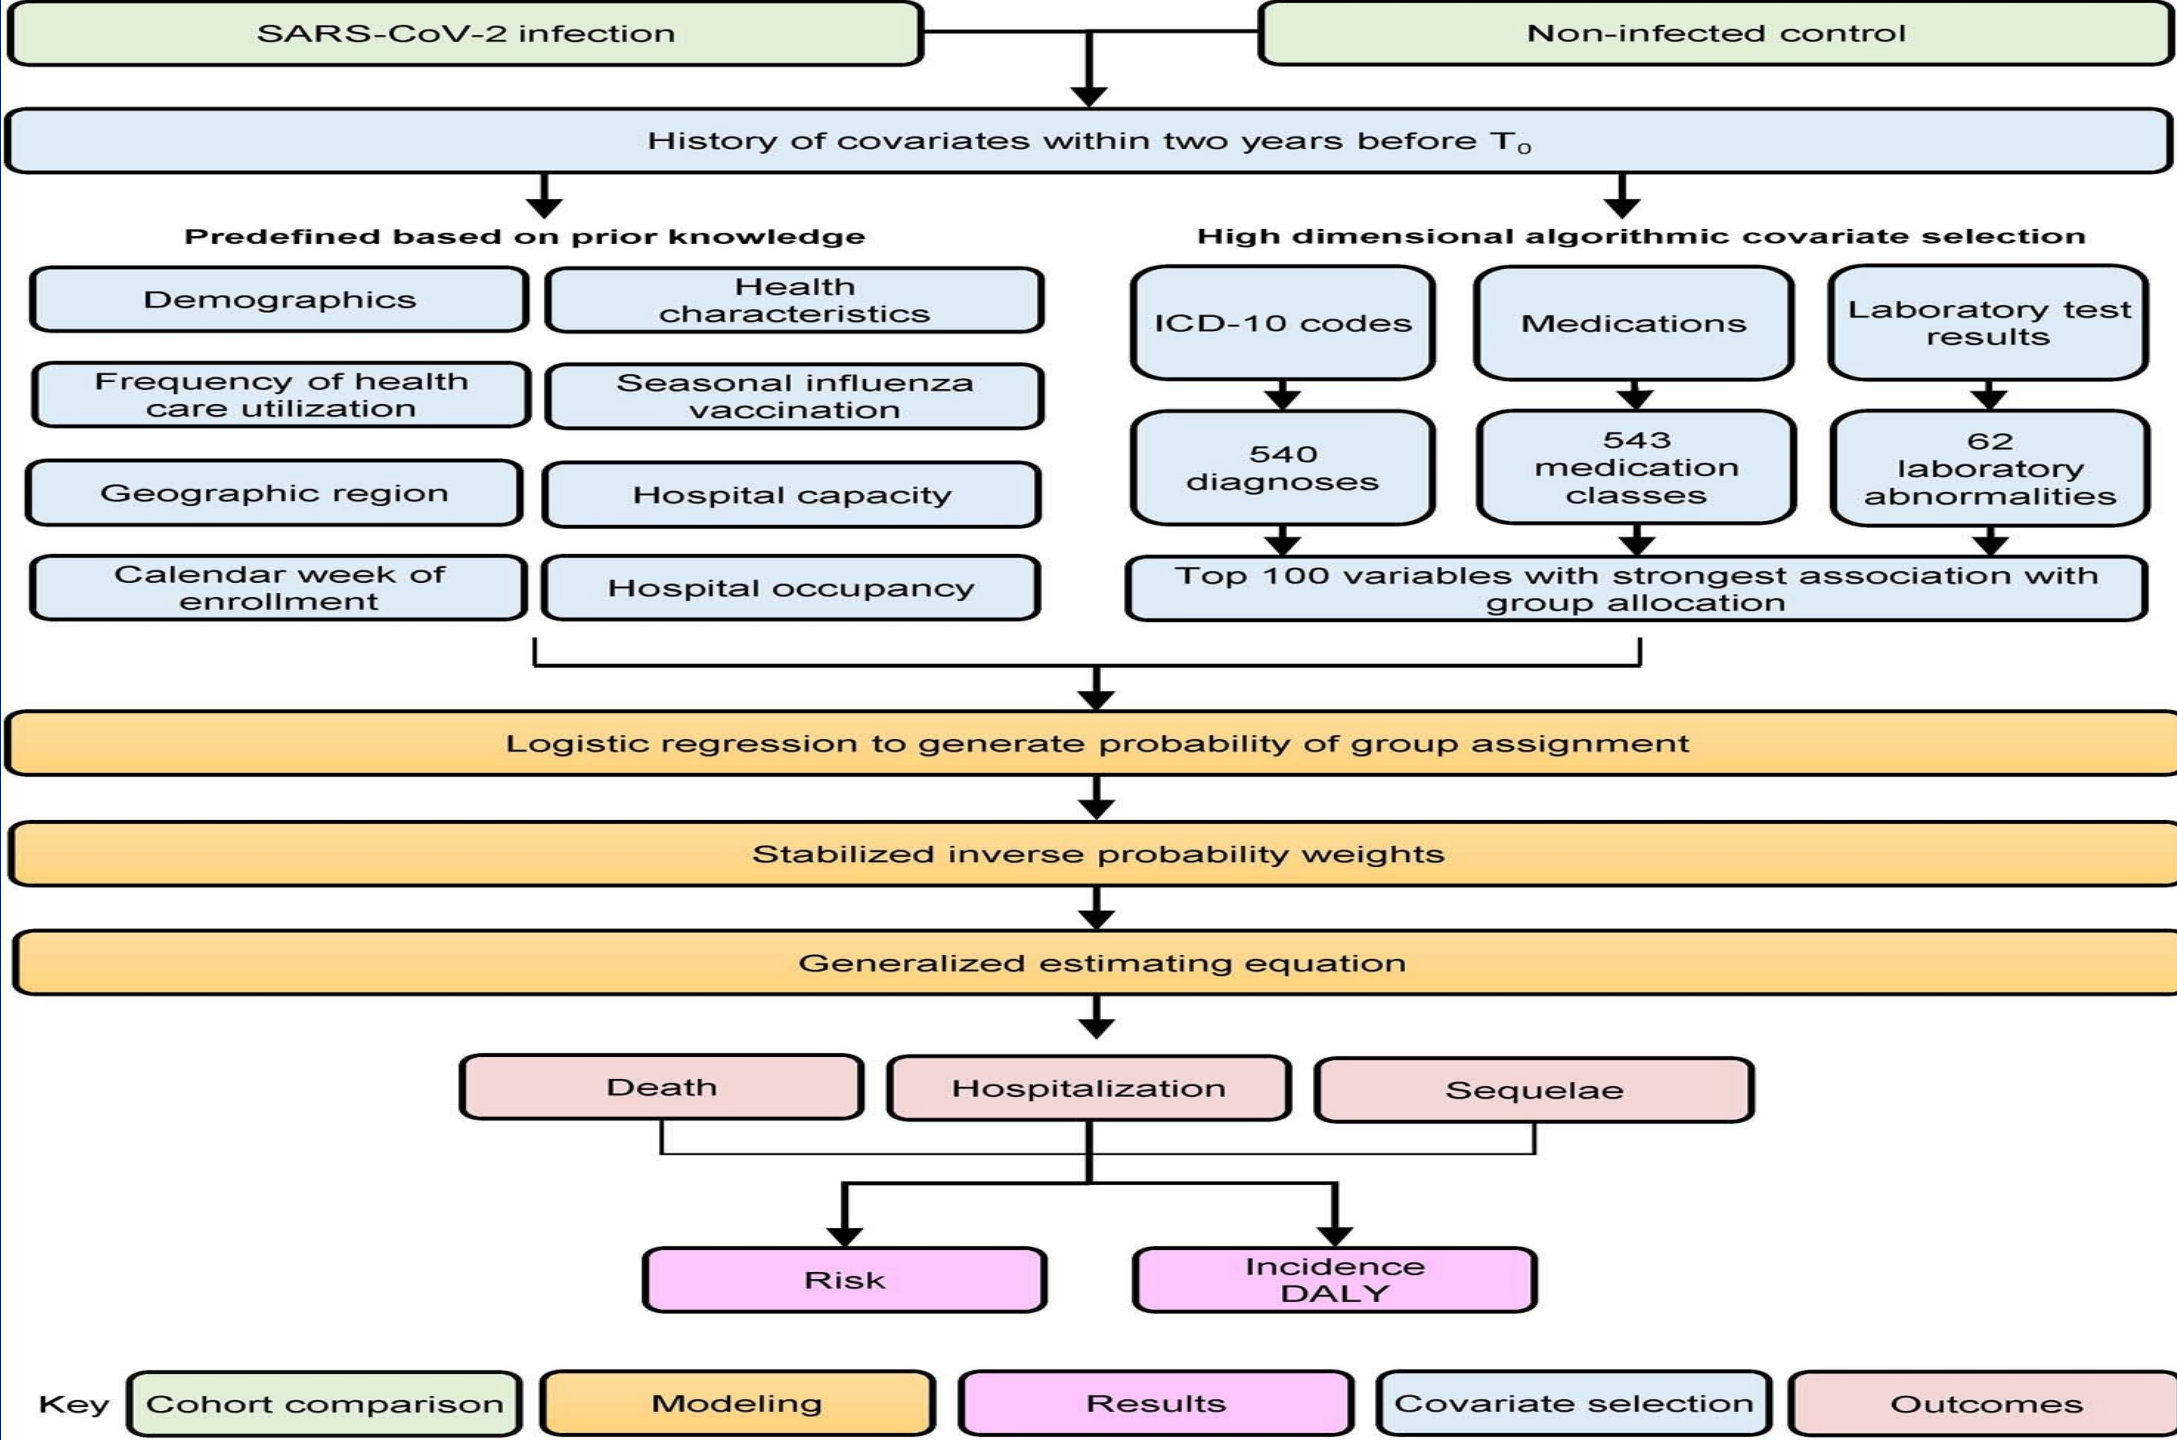 SARS-CoV-2 infection
Non-infected control
History of covariates within two years before T₀
Predefined based on prior knowledge
High dimensional algorithmic covariate selection
Demographics
Health
characteristics
Frequency of health
care utilization
Seasonal influenza
vaccination
Geographic region
Hospital capacity
Calendar week of
enrollment
Hospital occupancy
ICD-10 codes
Medications
Laboratory test
results
540
diagnoses
543
medication
classes
62
laboratory
abnormalities
Top 100 variables with strongest association with
group allocation
Logistic regression to generate probability of group assignment
Stabilized inverse probability weights
Generalized estimating equation
Death
Hospitalization
Sequelae
Risk
Incidence
DALY
Key
Cohort comparison
Modeling
Results
Covariate selection
Outcomes